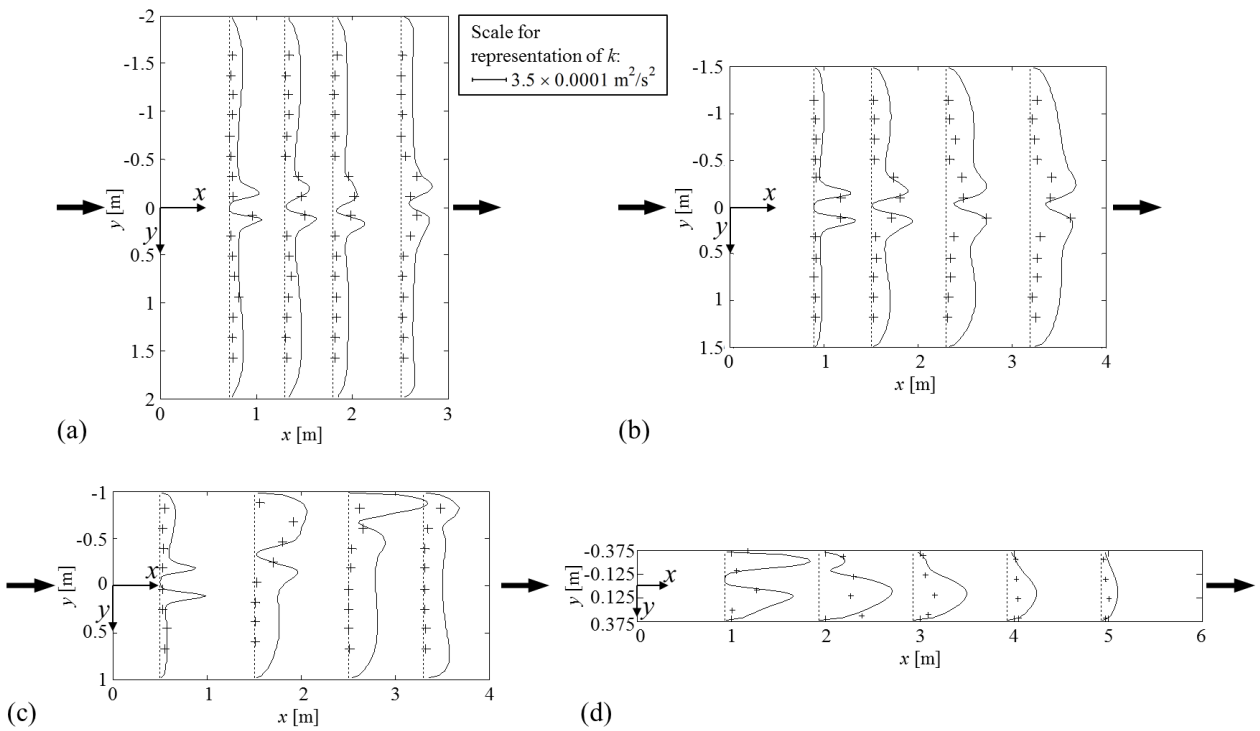 -2
-1.5
-1
-0.5
0
0.5
1
1.5
2
y [m]
x
y
0
1
2
3
x [m]
(a)
Scale for
representation of k:
3.5 × 0.0001 m²/s²
-1.5
-1
-0.5
0
0.5
1
1.5
y [m]
x
y
0
1
2
3
4
x [m]
(b)
-1
-0.5
0
0.5
1
y [m]
x
y
0
1
2
3
4
x [m]
(c)
-0.375
-0.125
0.125
0.375
y [m]
x
y
0
1
2
3
4
5
6
x [m]
(d)